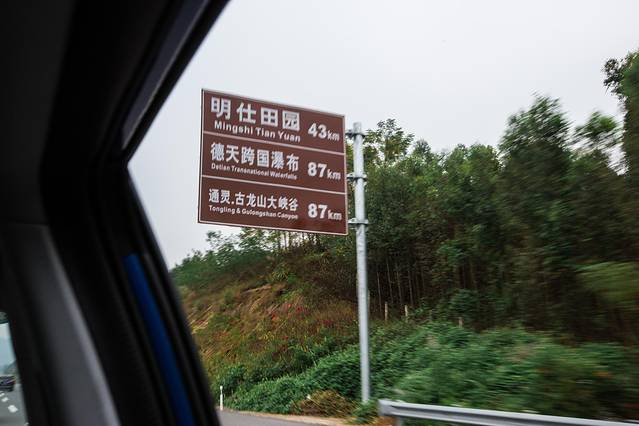 明仕田园
Mingshi Tian Yuan 43km
德天跨国瀑布
Detian Transnational Waterfalls 87km
通灵.古龙山大峡谷
Tongling & Gulongshan Canyoe 87km